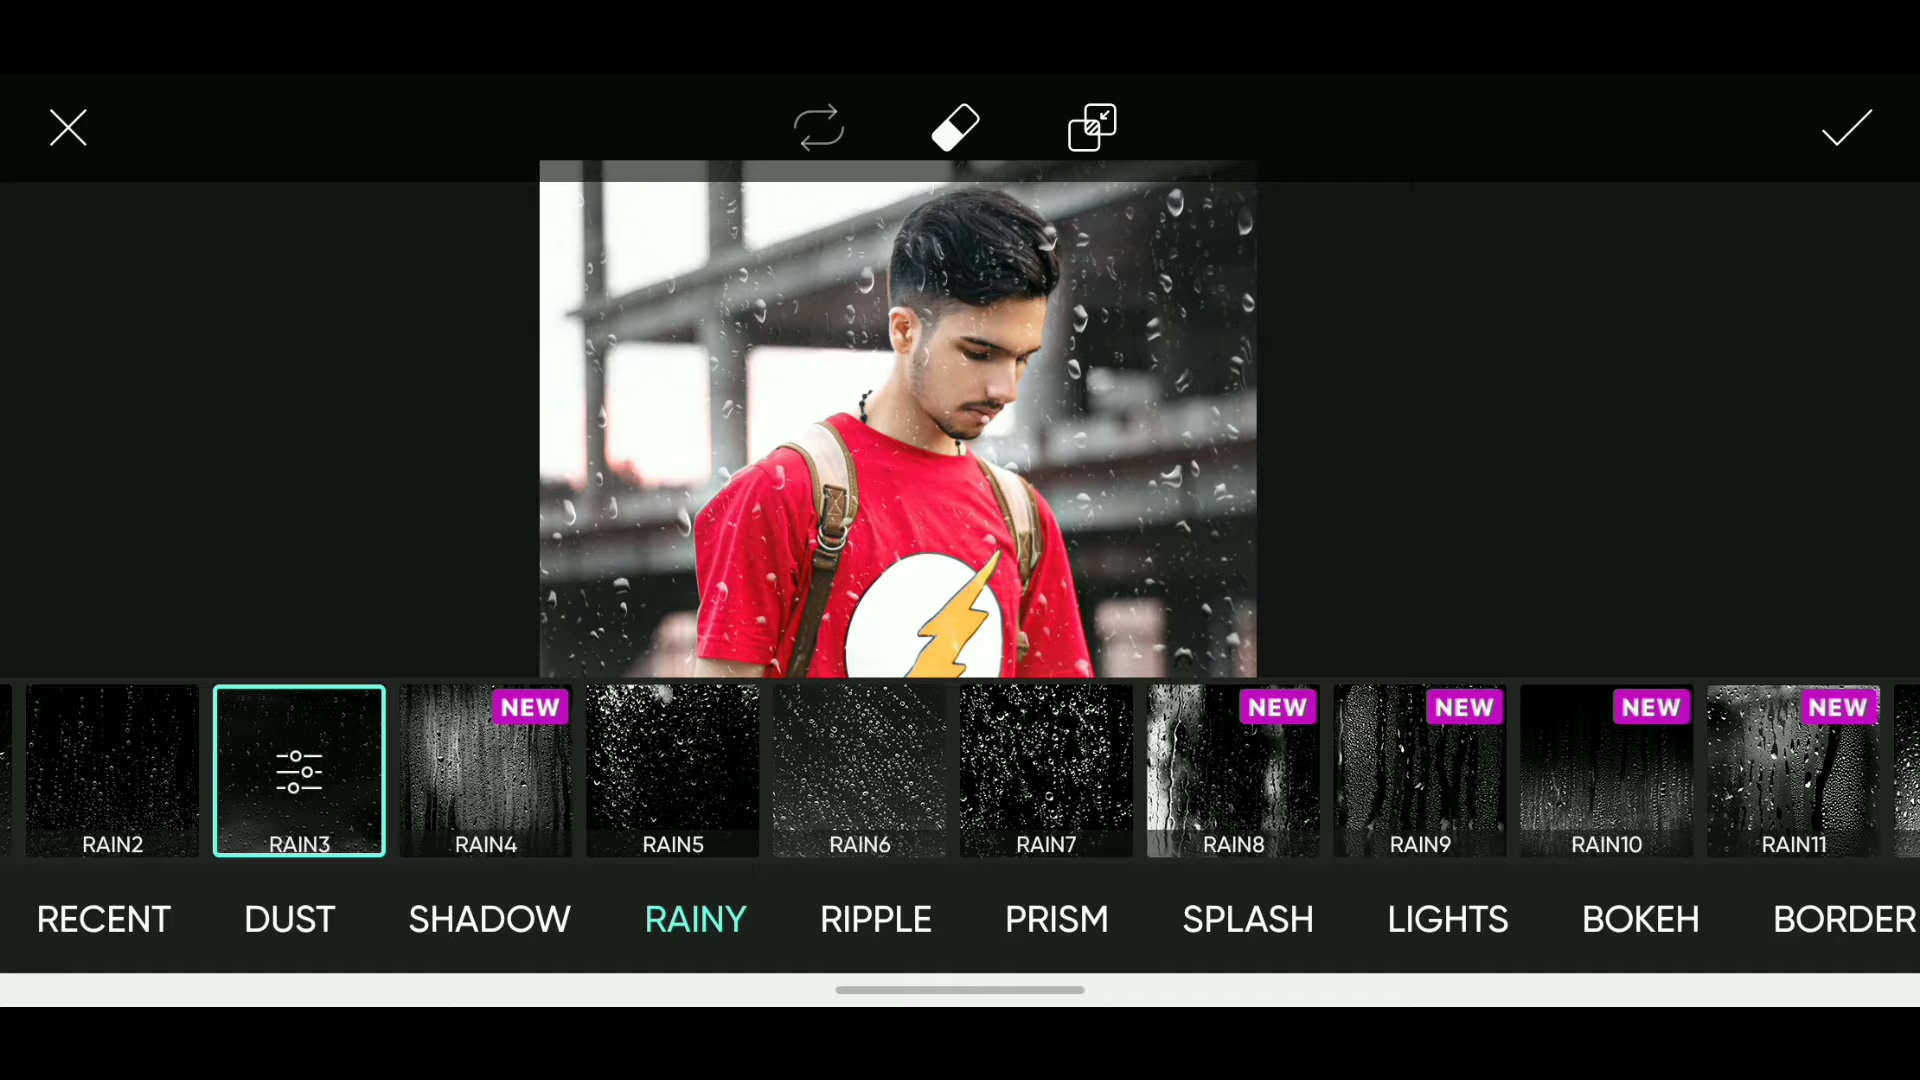 NEW
NEW
NEW
NEW
NEW
RAIN2
RAIN3
RAIN4
RAIN5
RAIN6
RAIN7
RAIN8
RAIN9
RAIN10
RAIN11
RECENT
DUST
SHADOW
RAINY
RIPPLE
PRISM
SPLASH
LIGHTS
BOKEH
BORDER